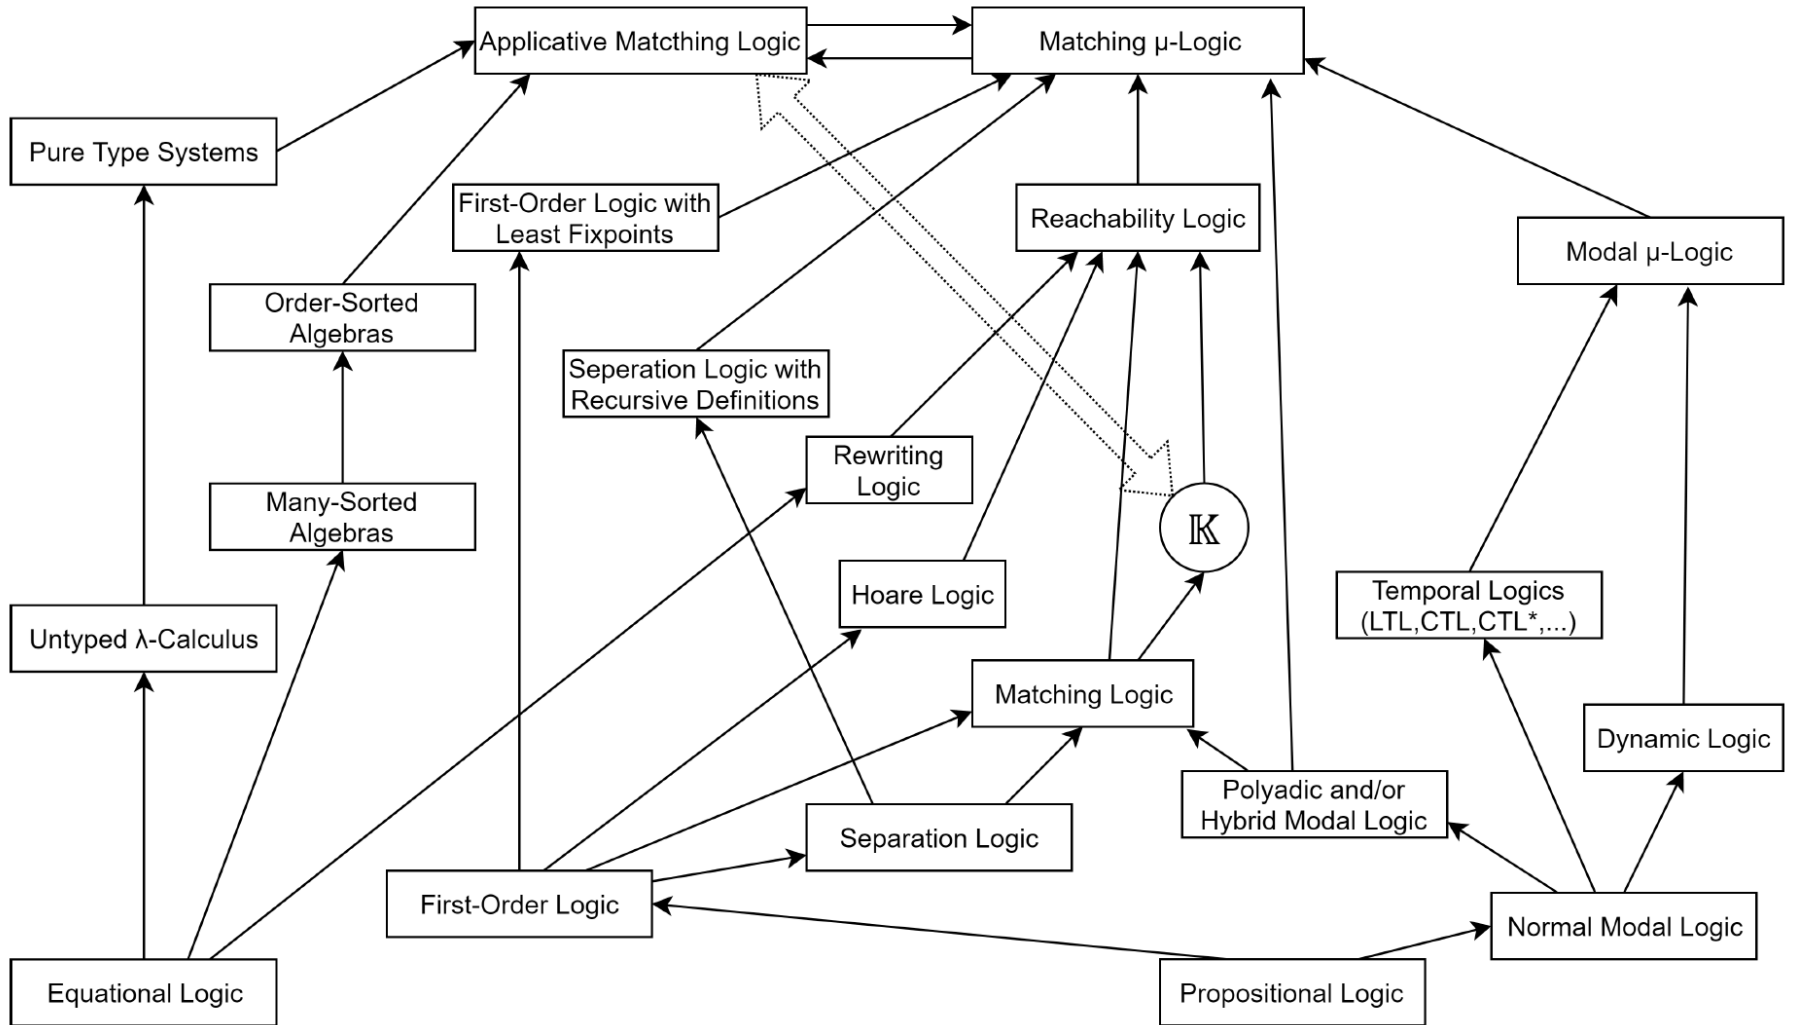 Applicative Matcthing Logic
Matching μ-Logic
Pure Type Systems
First-Order Logic with
Least Fixpoints
Reachability Logic
Modal μ-Logic
Order-Sorted
Algebras
Seperation Logic with
Recursive Definitions
Rewriting
Logic
Many-Sorted
Algebras
𝕂
Hoare Logic
Temporal Logics
(LTL,CTL,CTL*,...)
Untyped λ-Calculus
Matching Logic
Dynamic Logic
Polyadic and/or
Hybrid Modal Logic
Separation Logic
First-Order Logic
Normal Modal Logic
Equational Logic
Propositional Logic